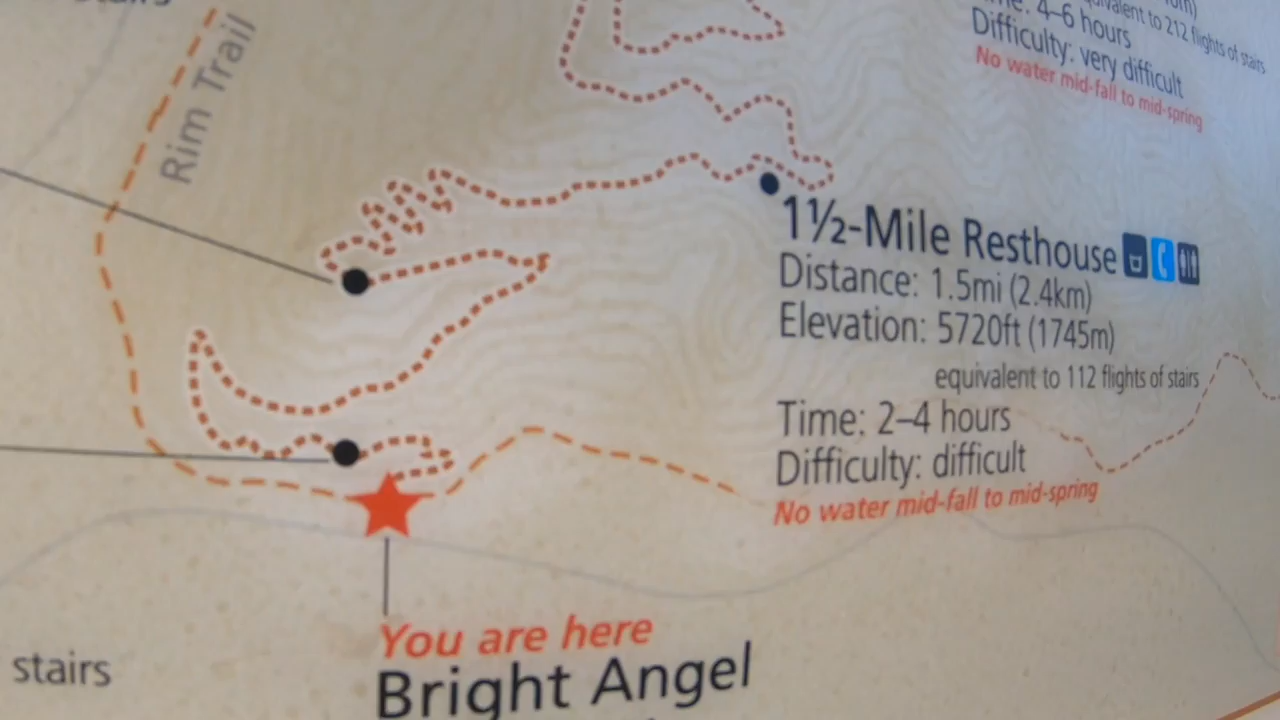 stairs
Rim Trail
equivalent to 212 flights of stairs
4–6 hours
Difficulty: very difficult
No water mid-fall to mid-spring
1½-Mile Resthouse
Distance: 1.5mi (2.4km)
Elevation: 5720ft (1745m)
equivalent to 112 flights of stairs
Time: 2–4 hours
Difficulty: difficult
No water mid-fall to mid-spring
You are here
Bright Angel
stairs